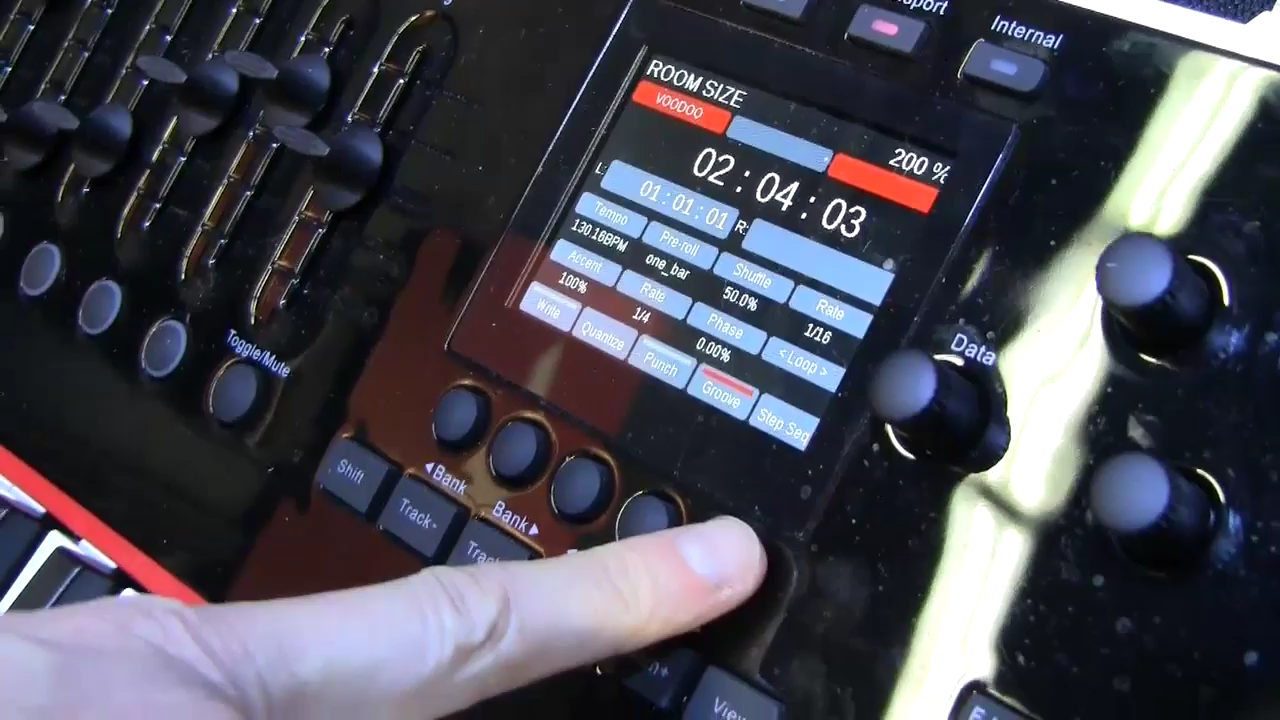 Internal
ROOM SIZE
VOODOO
200 %
02 : 04 : 03
L:
01 : 01 : 01
R:
Tempo
Pre-roll
Shuffle
Rate
130.18BPM
one_bar
50.0%
1/16
Accent
Rate
Phase
< Loop >
100%
1/4
0.00%
Write
Quantize
Punch
Groove
Step Seq
Data
Toggle/Mute
◀Bank
Bank▶
Shift
Track-
View